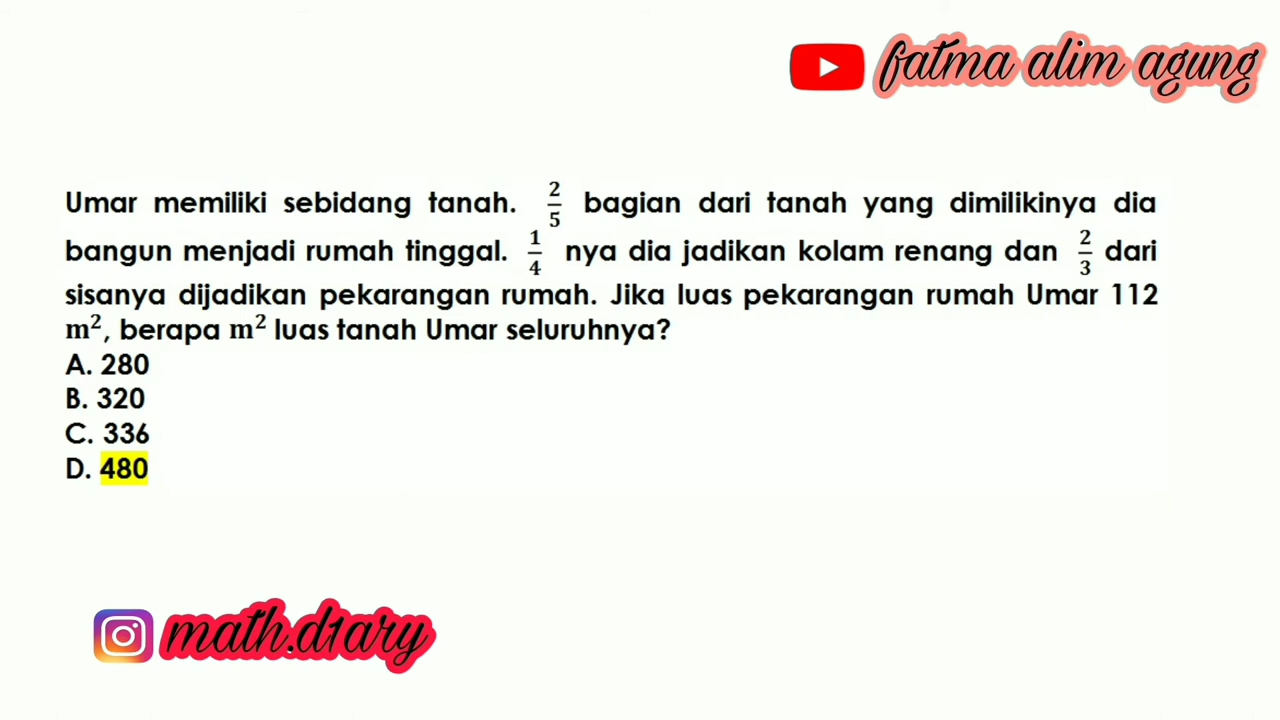 fatma alim agung
Umar memiliki sebidang tanah. 2/5 bagian dari tanah yang dimilikinya dia
bangun menjadi rumah tinggal. 1/4 nya dia jadikan kolam renang dan 2/3 dari
sisanya dijadikan pekarangan rumah. Jika luas pekarangan rumah Umar 112
m², berapa m² luas tanah Umar seluruhnya?
A. 280
B. 320
C. 336
D. 480
math.d1ary